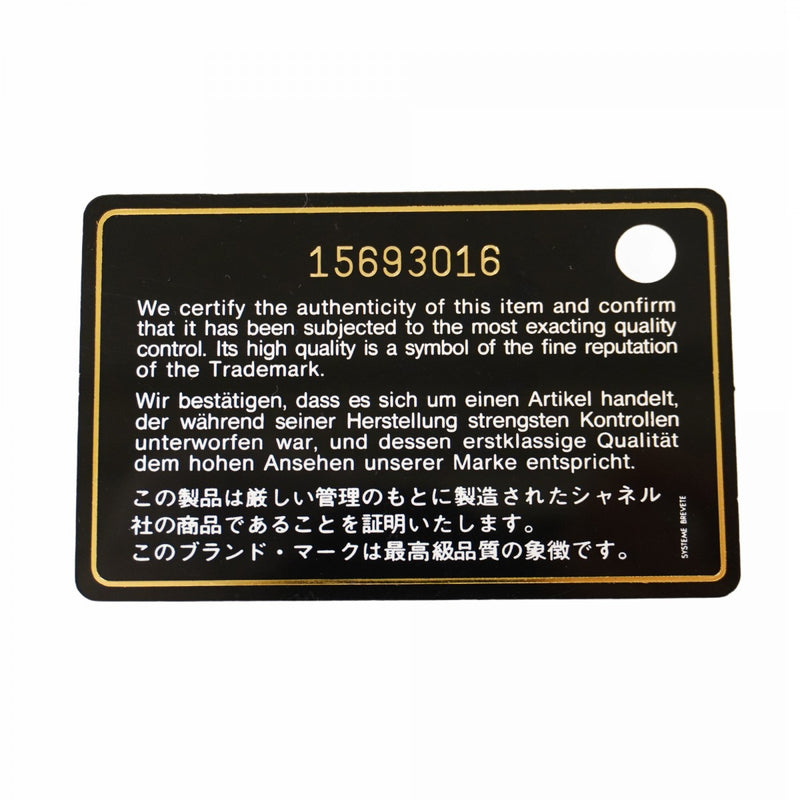 15693016
We certify the authenticity of this item and confirm
that it has been subjected to the most exacting quality
control. Its high quality is a symbol of the fine reputation
of the Trademark.
Wir bestätigen, dass es sich um einen Artikel handelt,
der während seiner Herstellung strengsten Kontrollen
unterworfen war, und dessen erstklassige Qualität
dem hohen Ansehen unserer Marke entspricht.
この製品は厳しい管理のもとに製造されたシャネル
社の商品であることを証明いたします。
このブランド・マークは最高級品質の象徴です。
SYSTEME BREVETE